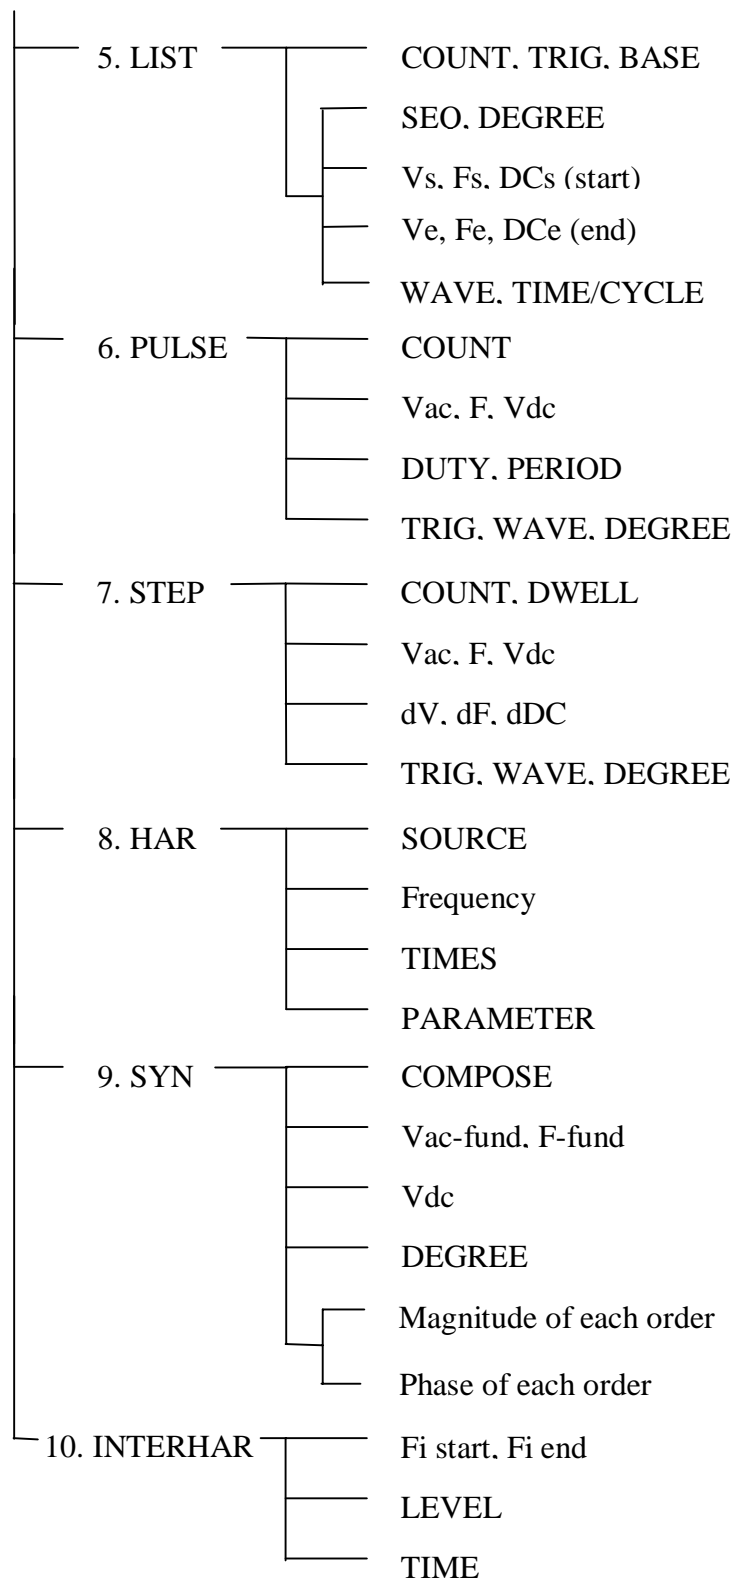 5. LIST
COUNT, TRIG, BASE
SEQ, DEGREE
Vs, Fs, DCs (start)
Ve, Fe, DCe (end)
WAVE, TIME/CYCLE
6. PULSE
COUNT
Vac, F, Vdc
DUTY, PERIOD
TRIG, WAVE, DEGREE
7. STEP
COUNT, DWELL
Vac, F, Vdc
dV, dF, dDC
TRIG, WAVE, DEGREE
8. HAR
SOURCE
Frequency
TIMES
PARAMETER
9. SYN
COMPOSE
Vac-fund, F-fund
Vdc
DEGREE
Magnitude of each order
Phase of each order
10. INTERHAR
Fi start, Fi end
LEVEL
TIME